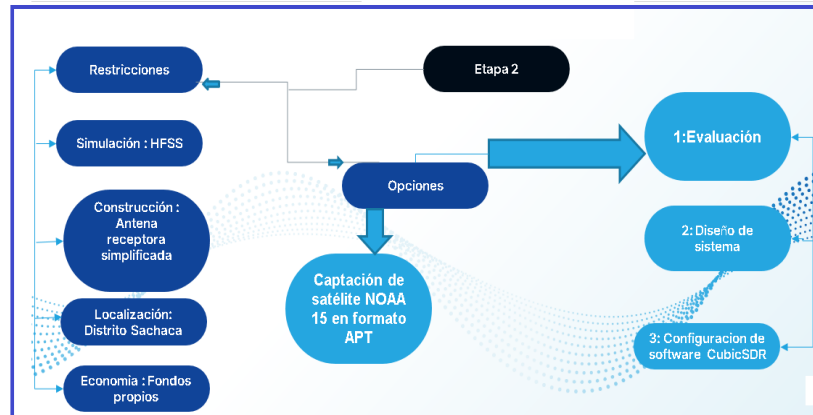 Etapa 2
Restricciones
Simulación : HFSS
Construcción :
Antena
receptora
simplificada
Localización:
Distrito Sachaca
Economia : Fondos
propios
Opciones
Captación de
satélite NOAA
15 en formato
APT
1:Evaluación
2: Diseño de
sistema
3: Configuracion de
software CubicSDR